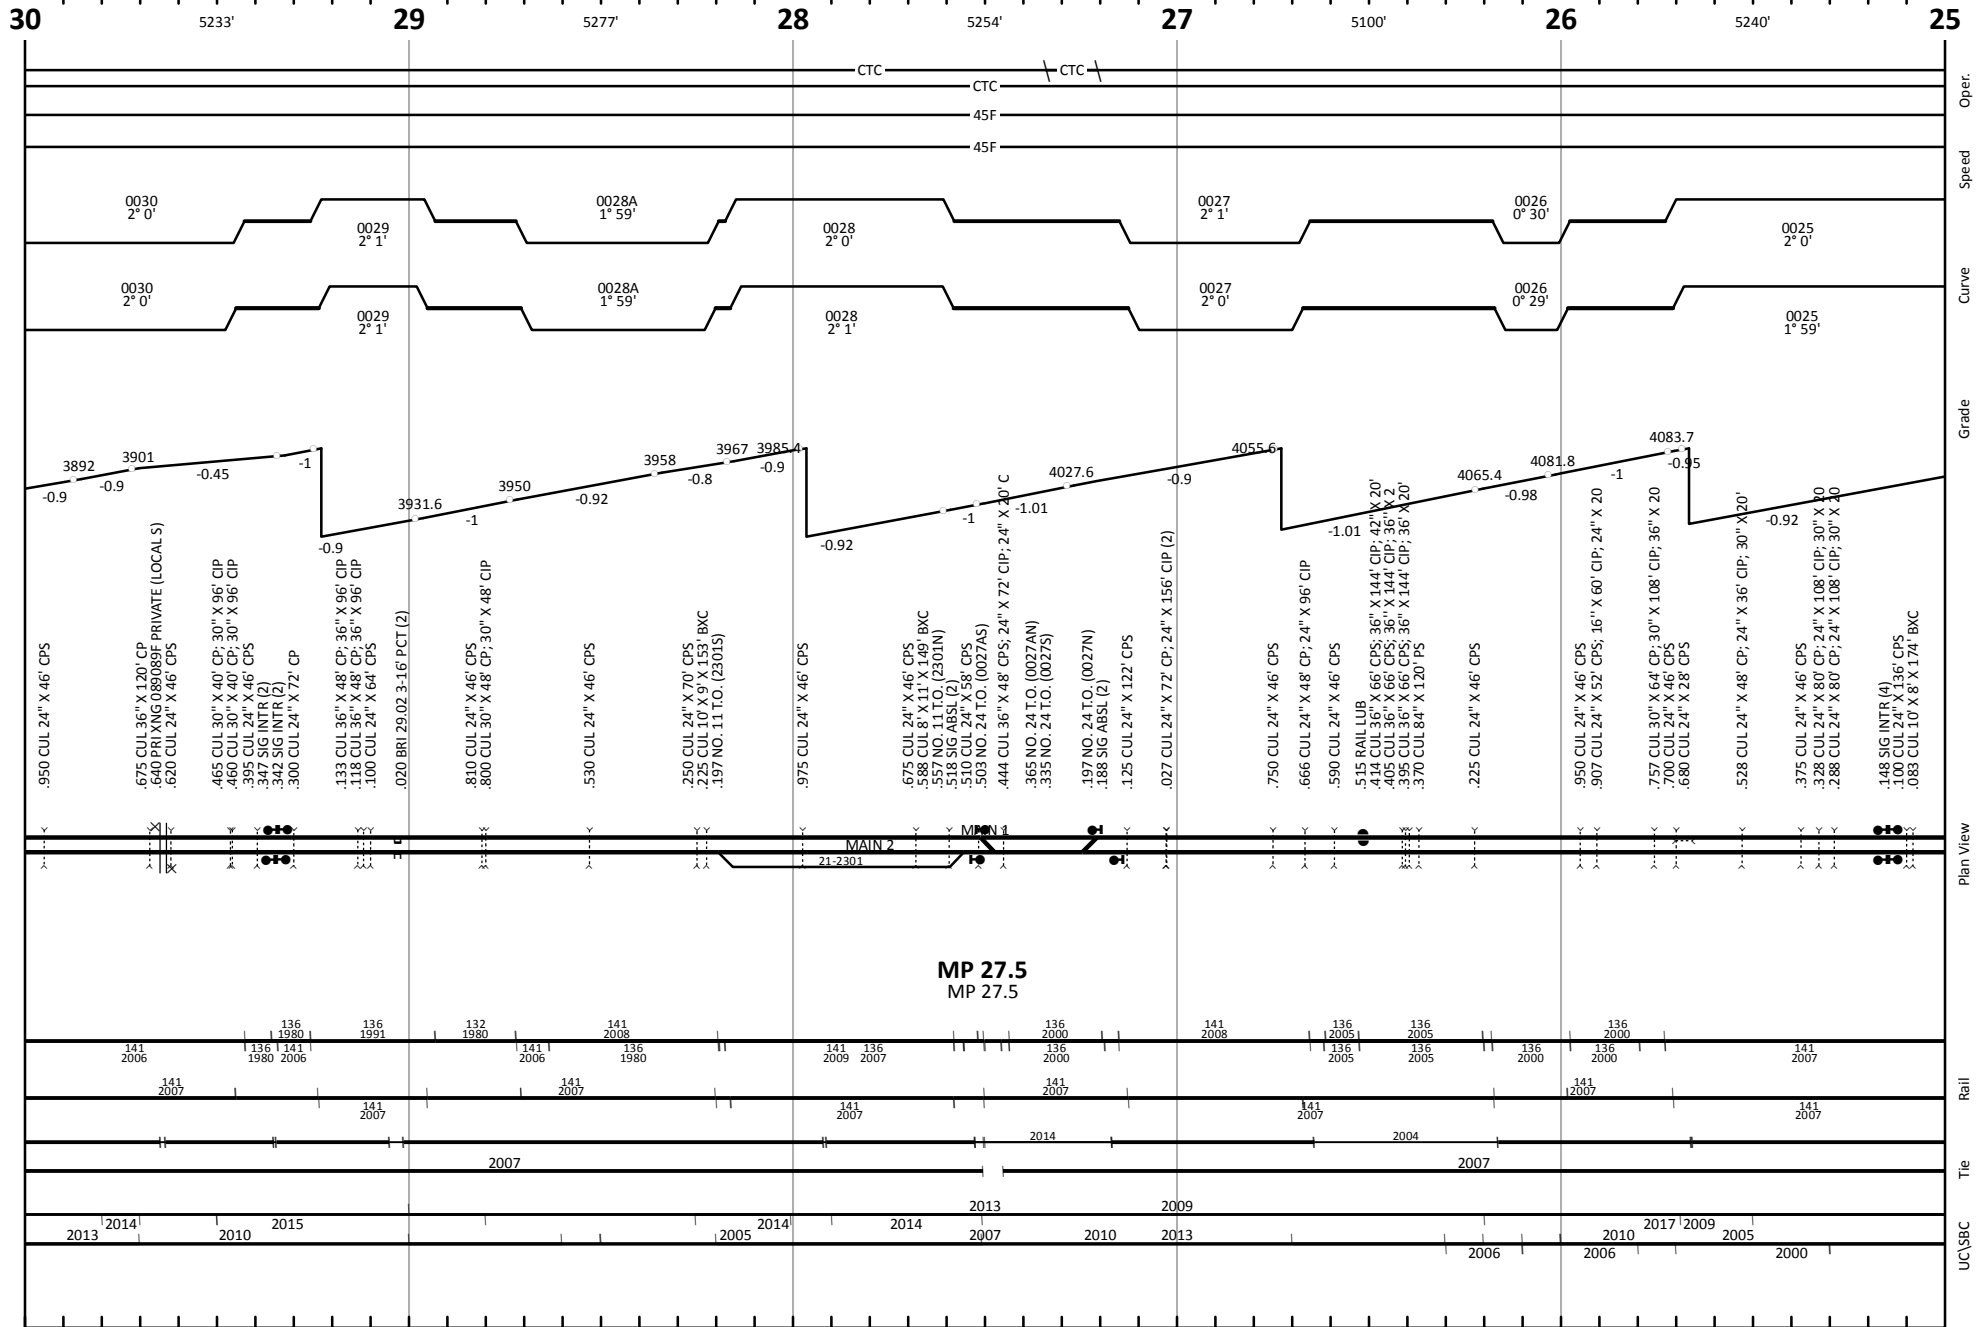 30
5233'
29
5277'
28
5254'
27
5100'
26
5240'
25
CTC
CTC
CTC
45F
45F
Oper.
Speed
Curve
Grade
Plan View
Rail
Tie
UC\SBC
0030
2° 0'
0029
2° 1'
0028A
1° 59'
0028
2° 0'
0027
2° 1'
0026
0° 30'
0025
2° 0'
0030
2° 0'
0029
2° 1'
0028A
1° 59'
0028
2° 1'
0027
2° 0'
0026
0° 29'
0025
1° 59'
3892
3901
3931.6
3950
3958
3967
3985.4
4027.6
4055.6
4065.4
4081.8
4083.7
-0.9
-0.9
-0.45
-1
-0.9
-1
-0.92
-0.8
-0.9
-0.92
-1
-1.01
-0.9
-1.01
-0.98
-1
-0.95
-0.92
.950 CUL 24" X 46' CPS
.675 CUL 36" X 120' CP
.640 PRI XNG 089089F PRIVATE (LOCAL S)
.620 CUL 24" X 46' CPS
.465 CUL 30" X 40' CP; 30" X 96' CIP
.460 CUL 30" X 40' CP; 30" X 96' CIP
.395 CUL 24" X 46' CPS
.347 SIG INTR (2)
.342 SIG INTR (2)
.300 CUL 24" X 72' CP
.133 CUL 36" X 48' CP; 36" X 96' CIP
.118 CUL 36" X 48' CP; 36" X 96' CIP
.100 CUL 24" X 64' CPS
.020 BRI 29.02 3-16' PCT (2)
.810 CUL 24" X 46' CPS
.800 CUL 30" X 48' CP; 30" X 48' CIP
.530 CUL 24" X 46' CPS
.250 CUL 24" X 70' CPS
.225 CUL 10' X 9' X 153' BXC
.197 NO. 11 T.O. (2301S)
.975 CUL 24" X 46' CPS
.675 CUL 24" X 46' CPS
.588 CUL 8' X 11' X 149' BXC
.557 NO. 11 T.O. (2301N)
.518 SIG ABSL (2)
.510 CUL 24" X 58' CPS
.503 NO. 24 T.O. (0027AS)
.444 CUL 36" X 48' CPS; 24" X 72' CIP; 24" X 20' C
.365 NO. 24 T.O. (0027AN)
.335 NO. 24 T.O. (0027S)
.197 NO. 24 T.O. (0027N)
.188 SIG ABSL (2)
.125 CUL 24" X 122' CPS
.027 CUL 24" X 72' CIP; 24" X 156' CIP (2)
.750 CUL 24" X 46' CPS
.666 CUL 24" X 48' CP; 24" X 96' CIP
.590 CUL 24" X 46' CPS
.515 RAIL LUB
.414 CUL 36" X 66' CPS; 36" X 144' CIP; 42" X 20'
.405 CUL 36" X 66' CPS; 36" X 144' CIP; 36" X 2
.395 CUL 36" X 66' CPS; 36" X 144' CIP; 36' X 20'
.370 CUL 84" X 120' PS
.225 CUL 24" X 46' CPS
.950 CUL 24" X 46' CPS
.907 CUL 24" X 52' CPS; 16" X 60' CIP; 24" X 20
.757 CUL 30" X 64' CP; 30" X 108' CIP; 36" X 20
.700 CUL 24" X 46' CPS
.680 CUL 24" X 28' CPS
.528 CUL 24" X 48' CP; 24" X 36' CIP; 30" X 20'
.375 CUL 24" X 46' CPS
.328 CUL 24" X 80' CP; 24" X 108' CIP; 30" X 20
.288 CUL 24" X 80' CP; 24" X 108' CIP; 30" X 20
.148 SIG INTR (4)
.100 CUL 24" X 136' CPS
.083 CUL 10' X 8' X 174' BXC
MAIN 1
MAIN 2
21-2301
MP 27.5
MP 27.5
136
1980
136
1991
132
1980
141
2008
136
2000
141
2008
136
2005
136
2005
136
2000
141
2006
136
1980
141
2006
141
2006
136
1980
141
2009
136
2007
136
2000
136
2005
136
2005
136
2000
136
2000
141
2007
141
2007
141
2007
141
2007
141
2007
141
2007
141
2007
141
2007
141
2007
2014
2004
2007
2007
2013
2009
2014
2015
2014
2014
2017
2009
2013
2010
2005
2007
2010
2013
2010
2005
2006
2006
2000